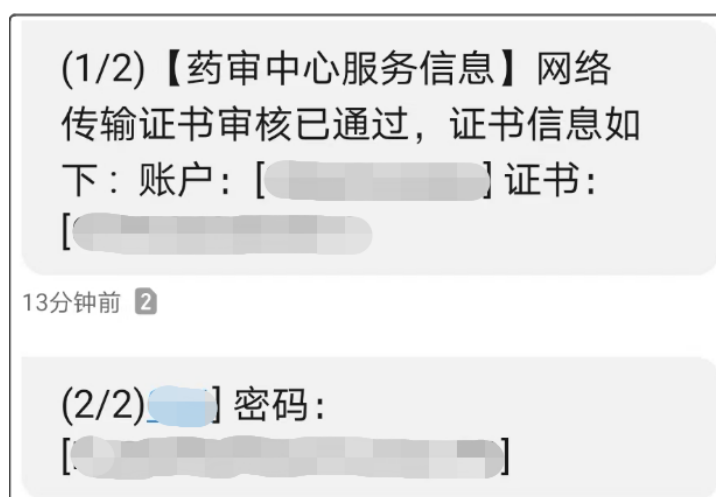 (1/2)【药审中心服务信息】网络
传输证书审核已通过，证书信息如
下：账户：[ ] 证书：
[
13分钟前 2
(2/2) ] 密码：
[ ]